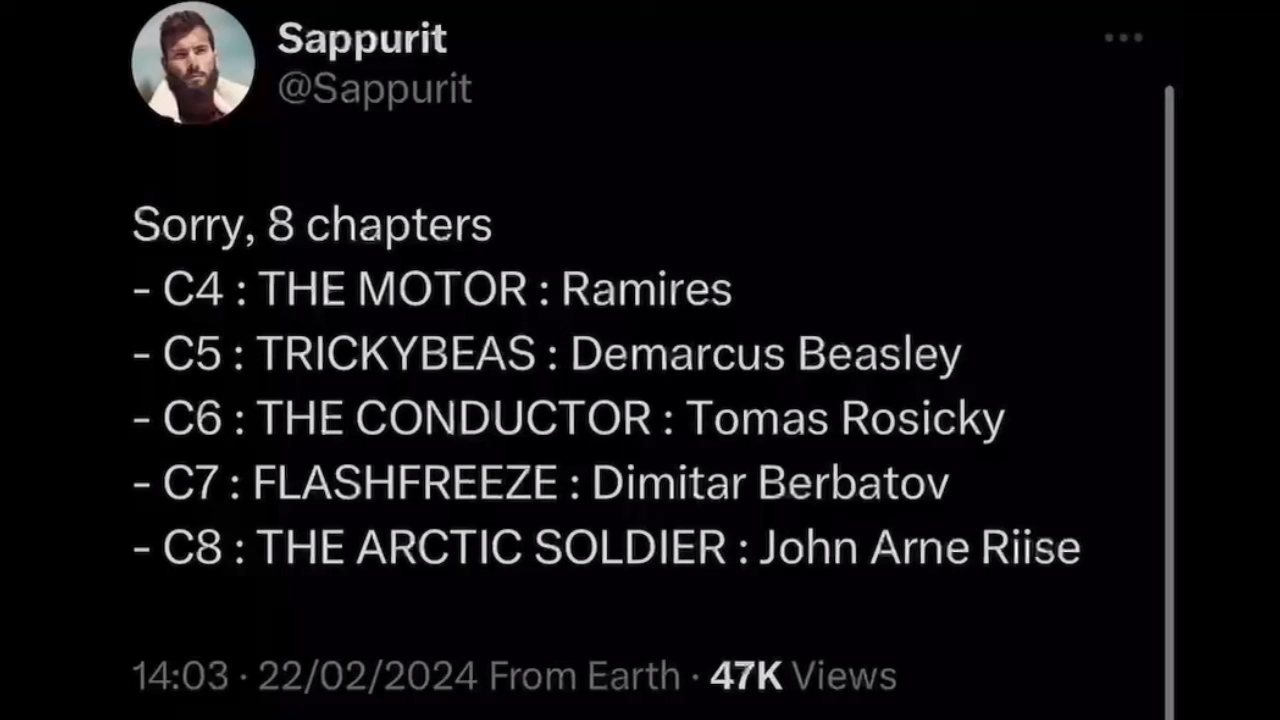 Sappurit
@Sappurit
Sorry, 8 chapters
- C4 : THE MOTOR : Ramires
- C5 : TRICKYBEAS : Demarcus Beasley
- C6 : THE CONDUCTOR : Tomas Rosicky
- C7 : FLASHFREEZE : Dimitar Berbatov
- C8 : THE ARCTIC SOLDIER : John Arne Riise
14:03 · 22/02/2024 From Earth · 47K Views